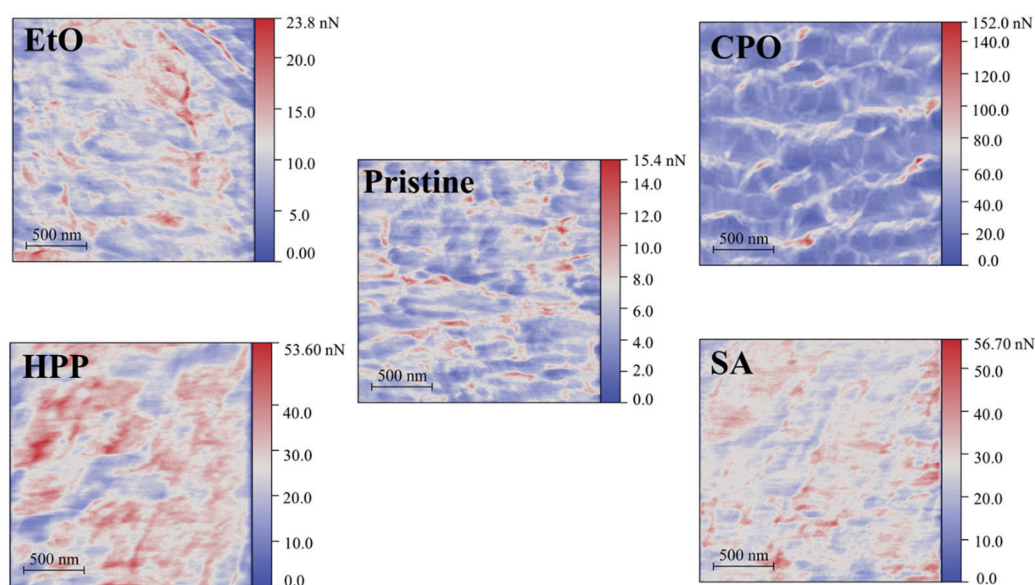 EtO
23.8 nN
20.0
15.0
10.0
5.0
0.00
500 nm
CPO
152.0 nN
140.0
120.0
100.0
80.0
60.0
40.0
20.0
0.0
500 nm
Pristine
15.4 nN
14.0
12.0
10.0
8.0
6.0
4.0
2.0
0.0
500 nm
HPP
53.60 nN
40.0
30.0
20.0
10.0
0.0
500 nm
SA
56.70 nN
50.0
40.0
30.0
20.0
10.0
0.0
500 nm